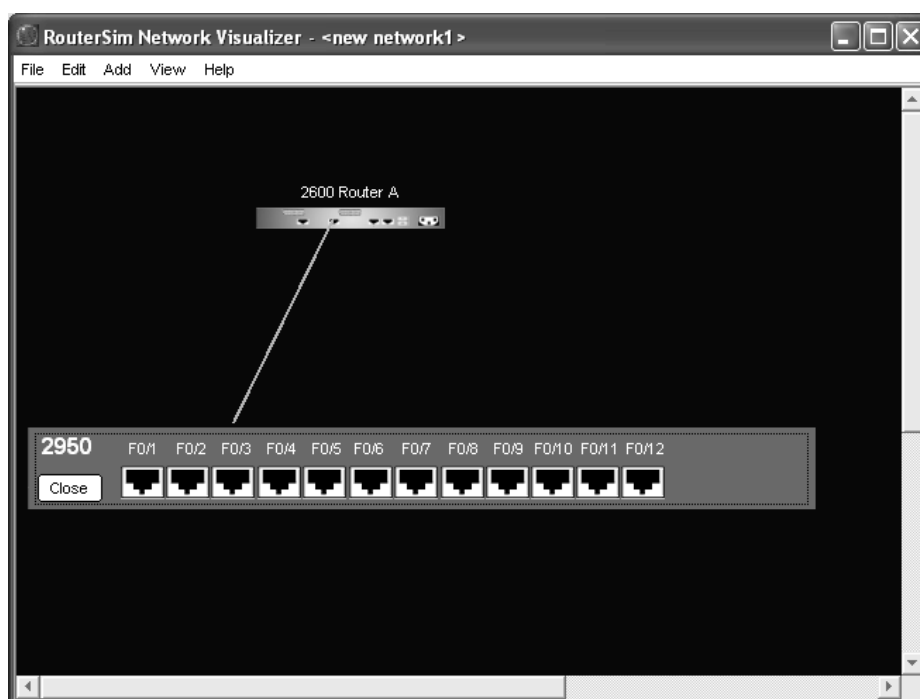 RouterSim Network Visualizer - <new network1>
File Edit Add View Help
2600 Router A
2950 F0/1 F0/2 F0/3 F0/4 F0/5 F0/6 F0/7 F0/8 F0/9 F0/10 F0/11 F0/12
Close